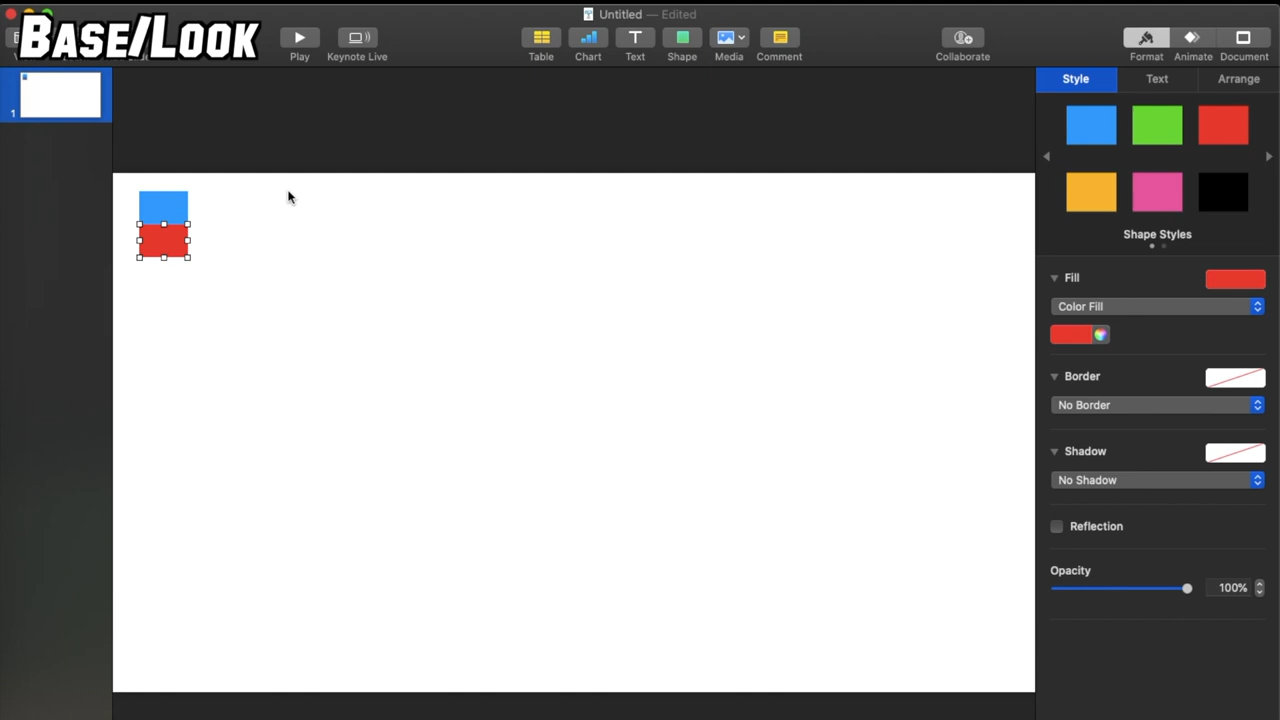 BASE/LOOK
Untitled — Edited
Play
Keynote Live
Table
Chart
Text
Shape
Media
Comment
Collaborate
Format
Animate
Document
1
Style
Text
Arrange
Shape Styles
Fill
Color Fill
Border
No Border
Shadow
No Shadow
Reflection
Opacity
100%